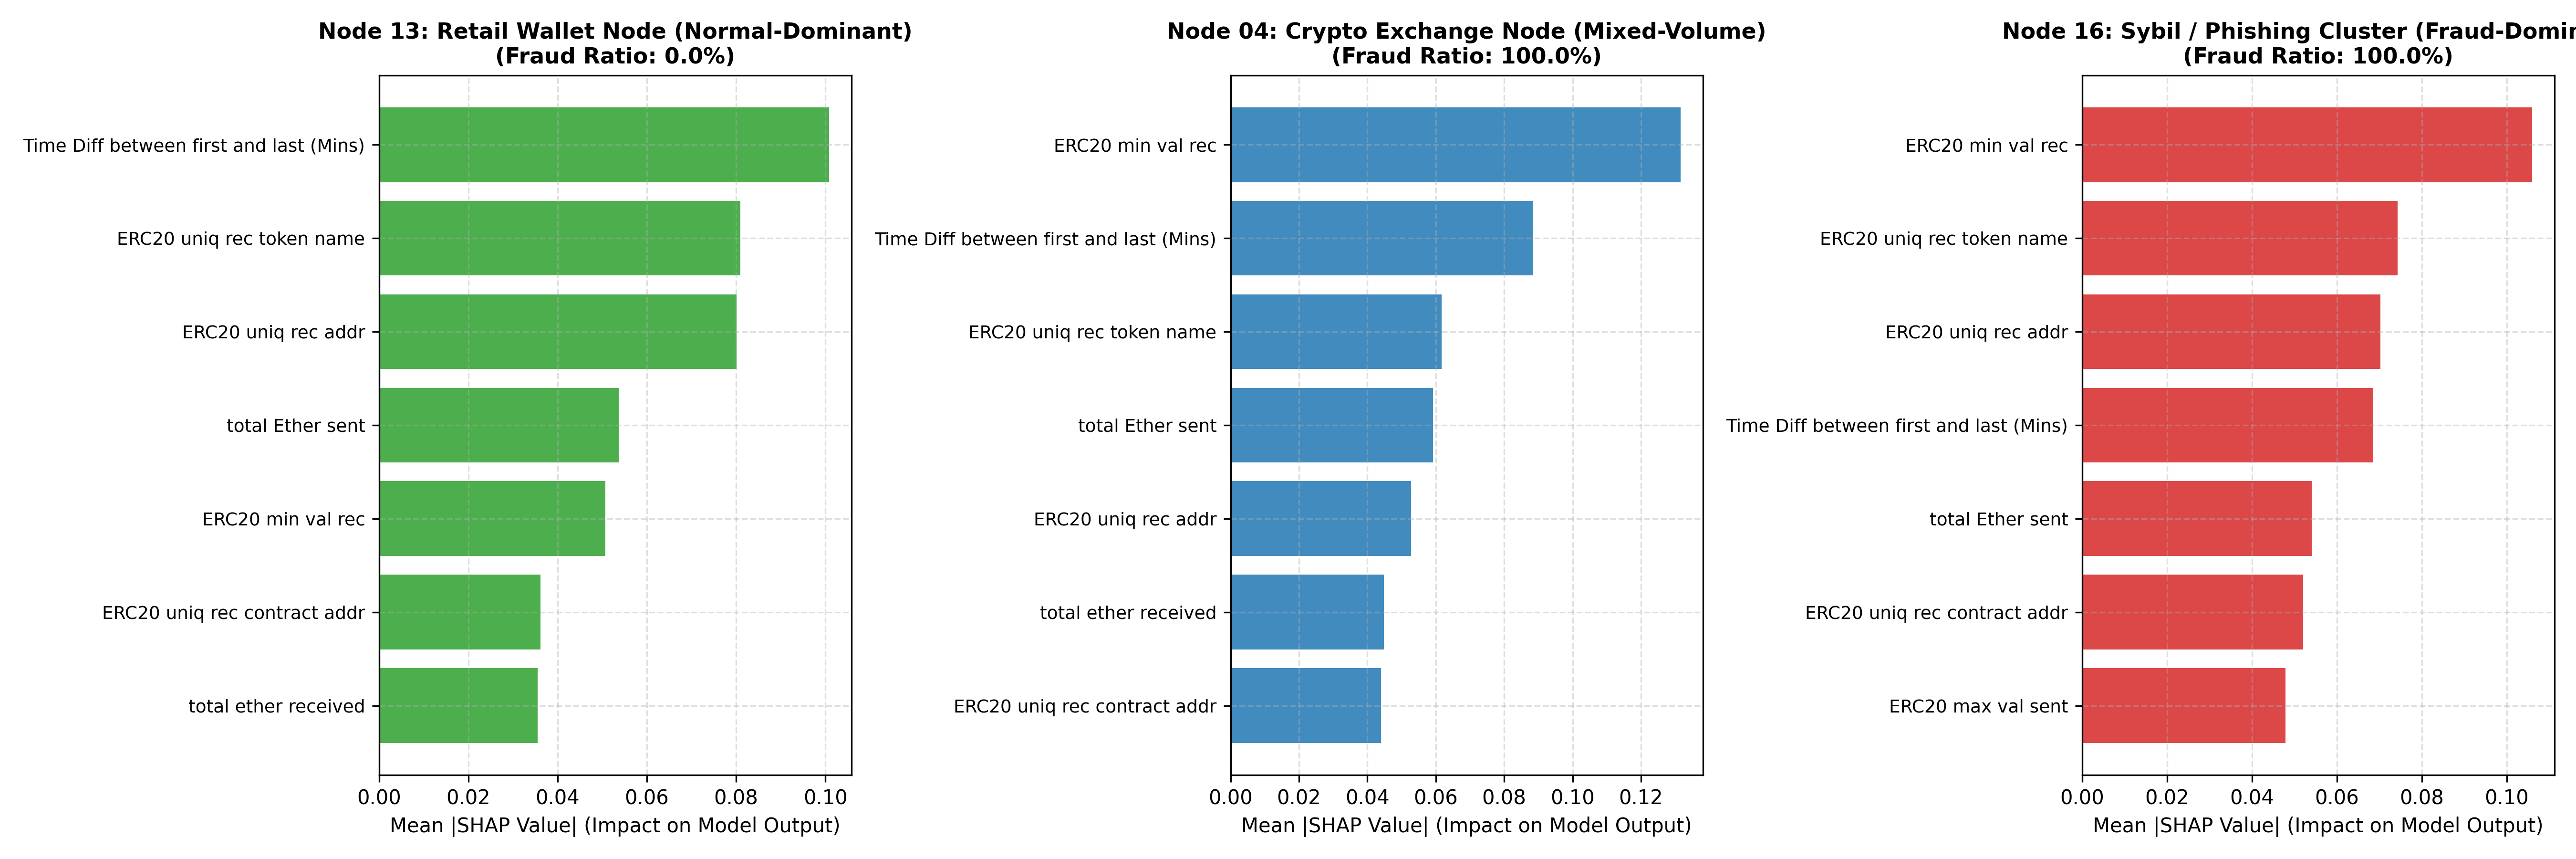 Node 13: Retail Wallet Node (Normal-Dominant)
(Fraud Ratio: 0.0%)
Time Diff between first and last (Mins)
ERC20 uniq rec token name
ERC20 uniq rec addr
total Ether sent
ERC20 min val rec
ERC20 uniq rec contract addr
total ether received
0.00 0.02 0.04 0.06 0.08 0.10
Mean |SHAP Value| (Impact on Model Output)
Node 04: Crypto Exchange Node (Mixed-Volume)
(Fraud Ratio: 100.0%)
ERC20 min val rec
Time Diff between first and last (Mins)
ERC20 uniq rec token name
total Ether sent
ERC20 uniq rec addr
total ether received
ERC20 uniq rec contract addr
0.00 0.02 0.04 0.06 0.08 0.10 0.12
Mean |SHAP Value| (Impact on Model Output)
Node 16: Sybil / Phishing Cluster (Fraud-Domin
(Fraud Ratio: 100.0%)
ERC20 min val rec
ERC20 uniq rec token name
ERC20 uniq rec addr
Time Diff between first and last (Mins)
total Ether sent
ERC20 uniq rec contract addr
ERC20 max val sent
0.00 0.02 0.04 0.06 0.08 0.10
Mean |SHAP Value| (Impact on Model Output)